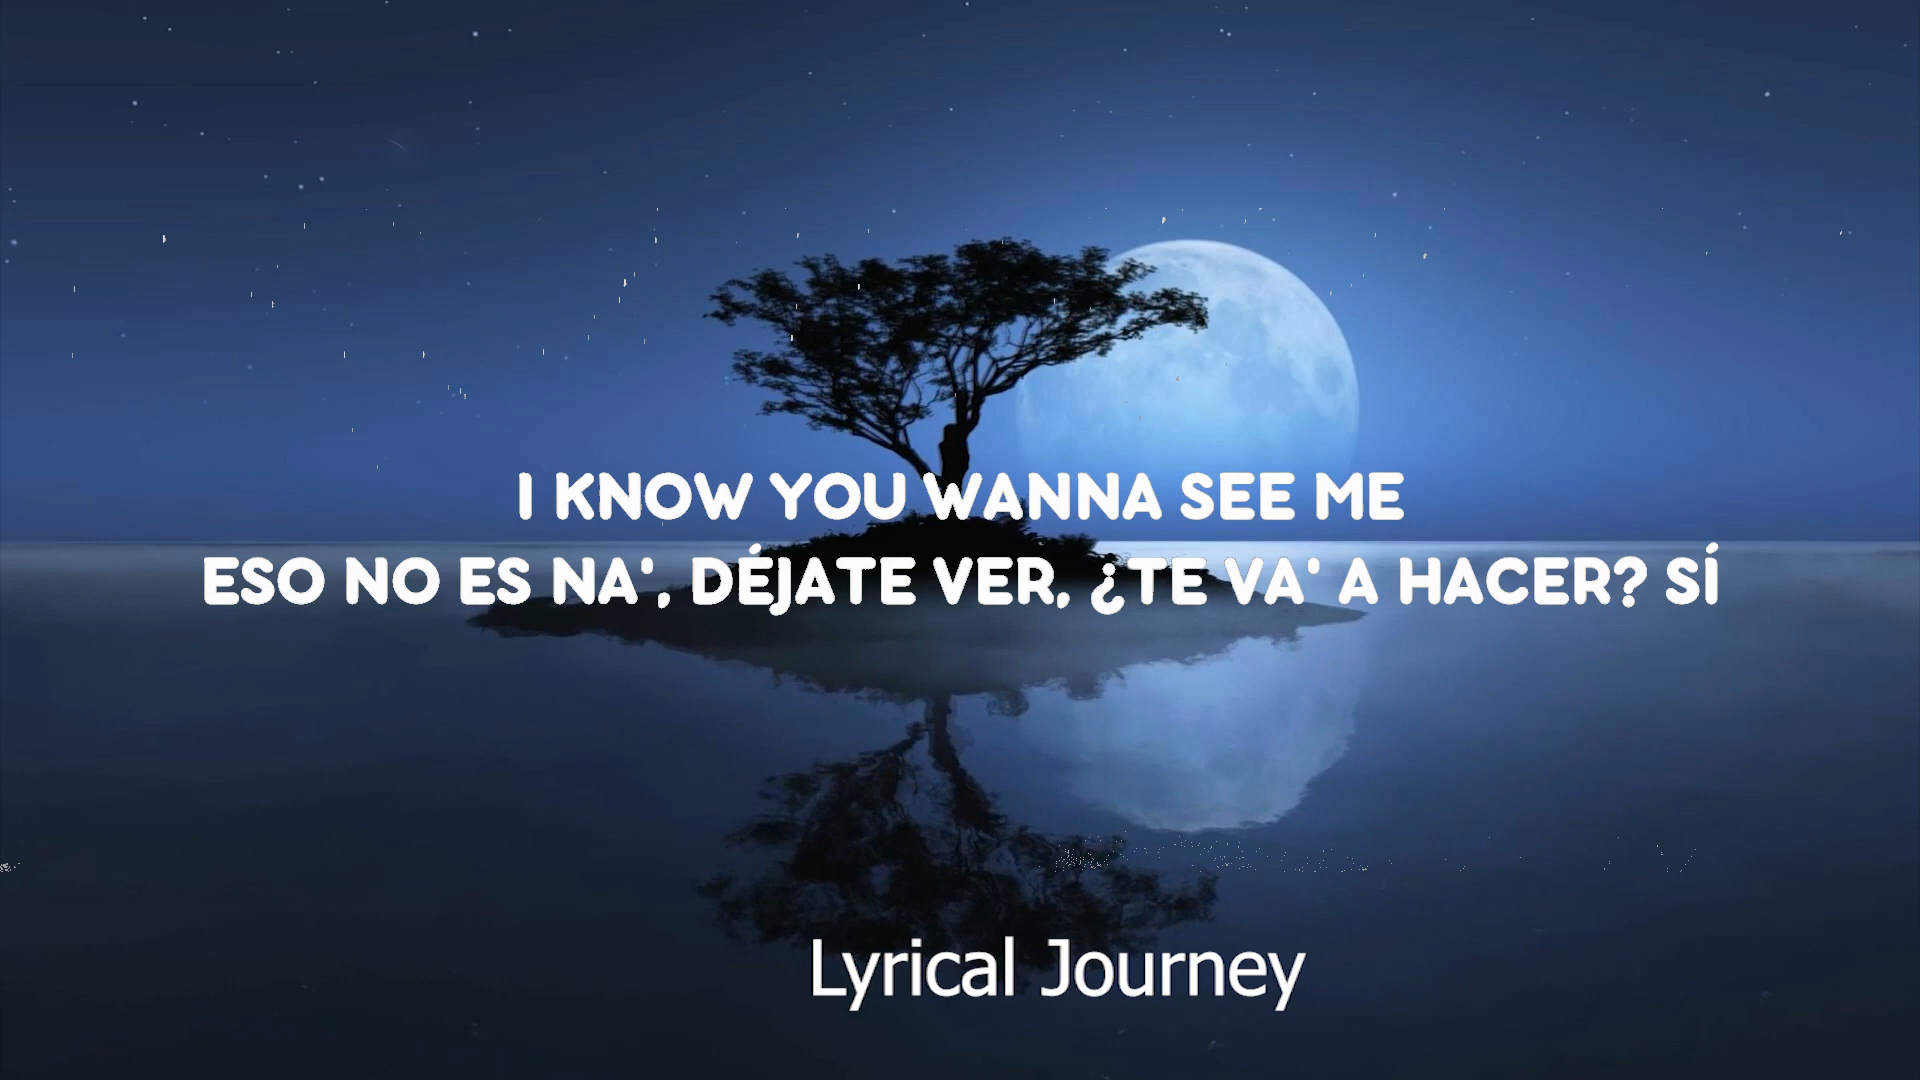 I KNOW YOU WANNA SEE ME
ESO NO ES NA', DÉJATE VER, ¿TE VA' A HACER? SÍ
Lyrical Journey